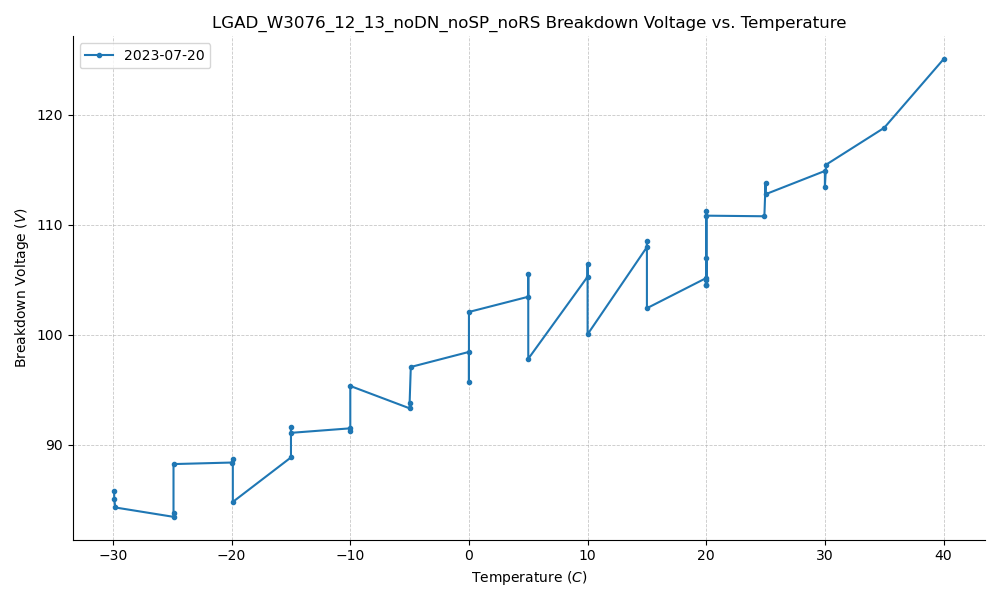 LGAD_W3076_12_13_noDN_noSP_noRS Breakdown Voltage vs. Temperature
2023-07-20
Breakdown Voltage (V)
120
110
100
90
−30 −20 −10 0 10 20 30 40
Temperature (C)